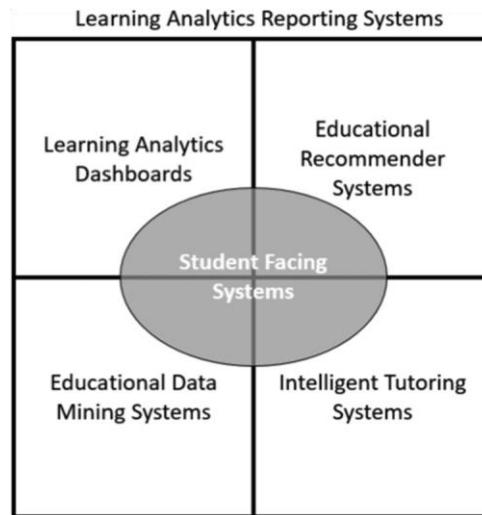 Learning Analytics Reporting Systems
Learning Analytics
Dashboards
Educational
Recommender
Systems
Student Facing
Systems
Educational Data
Mining Systems
Intelligent Tutoring
Systems